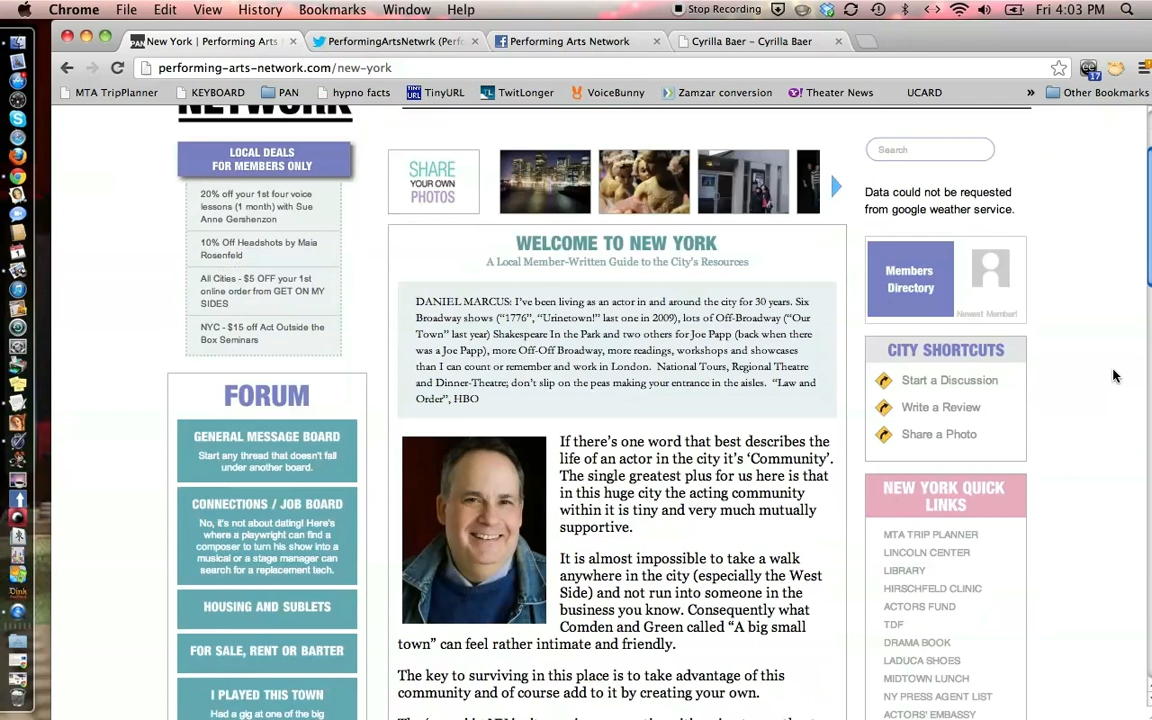 Chrome File Edit View History Bookmarks Window Help Stop Recording Fri 4:03 PM
New York | Performing Arts
PerformingArtsNetwrk (Perfo
Performing Arts Network
Cyrilla Baer – Cyrilla Baer
performing-arts-network.com/new-york
17
MTA TripPlanner KEYBOARD PAN hypno facts TinyURL TwitLonger VoiceBunny Zamzar conversion Theater News UCARD » Other Bookmarks
NETWORK
LOCAL DEALS
FOR MEMBERS ONLY
20% off your 1st four voice
lessons (1 month) with Sue
Anne Gershenzon
10% Off Headshots by Maia
Rosenfeld
All Cities - $5 OFF your 1st
online order from GET ON MY
SIDES
NYC - $15 off Act Outside the
Box Seminars
FORUM
GENERAL MESSAGE BOARD
Start any thread that doesn't fall
under another board.
CONNECTIONS / JOB BOARD
No, it's not about dating! Here's
where a playwright can find a
composer to turn his show into a
musical or a stage manager can
search for a replacement tech.
HOUSING AND SUBLETS
FOR SALE, RENT OR BARTER
I PLAYED THIS TOWN
Had a gig at one of the big
SHARE
YOUR OWN
PHOTOS
WELCOME TO NEW YORK
A Local Member-Written Guide to the City's Resources
DANIEL MARCUS: I've been living as an actor in and around the city for 30 years. Six
Broadway shows ("1776", "Urinetown!" last one in 2009), lots of Off-Broadway ("Our
Town" last year) Shakespeare In the Park and two others for Joe Papp (back when there
was a Joe Papp), more Off-Off Broadway, more readings, workshops and showcases
than I can count or remember and work in London. National Tours, Regional Theatre
and Dinner-Theatre; don't slip on the peas making your entrance in the aisles. "Law and
Order", HBO
If there's one word that best describes the
life of an actor in the city it's 'Community'.
The single greatest plus for us here is that
in this huge city the acting community
within it is tiny and very much mutually
supportive.
It is almost impossible to take a walk
anywhere in the city (especially the West
Side) and not run into someone in the
business you know. Consequently what
Comden and Green called "A big small
town" can feel rather intimate and friendly.
The key to surviving in this place is to take advantage of this
community and of course add to it by creating your own.
Search
Data could not be requested
from google weather service.
Members
Directory
Newest Member!
CITY SHORTCUTS
Start a Discussion
Write a Review
Share a Photo
NEW YORK QUICK
LINKS
MTA TRIP PLANNER
LINCOLN CENTER
LIBRARY
HIRSCHFELD CLINIC
ACTORS FUND
TDF
DRAMA BOOK
LADUCA SHOES
MIDTOWN LUNCH
NY PRESS AGENT LIST
ACTORS' EMBASSY